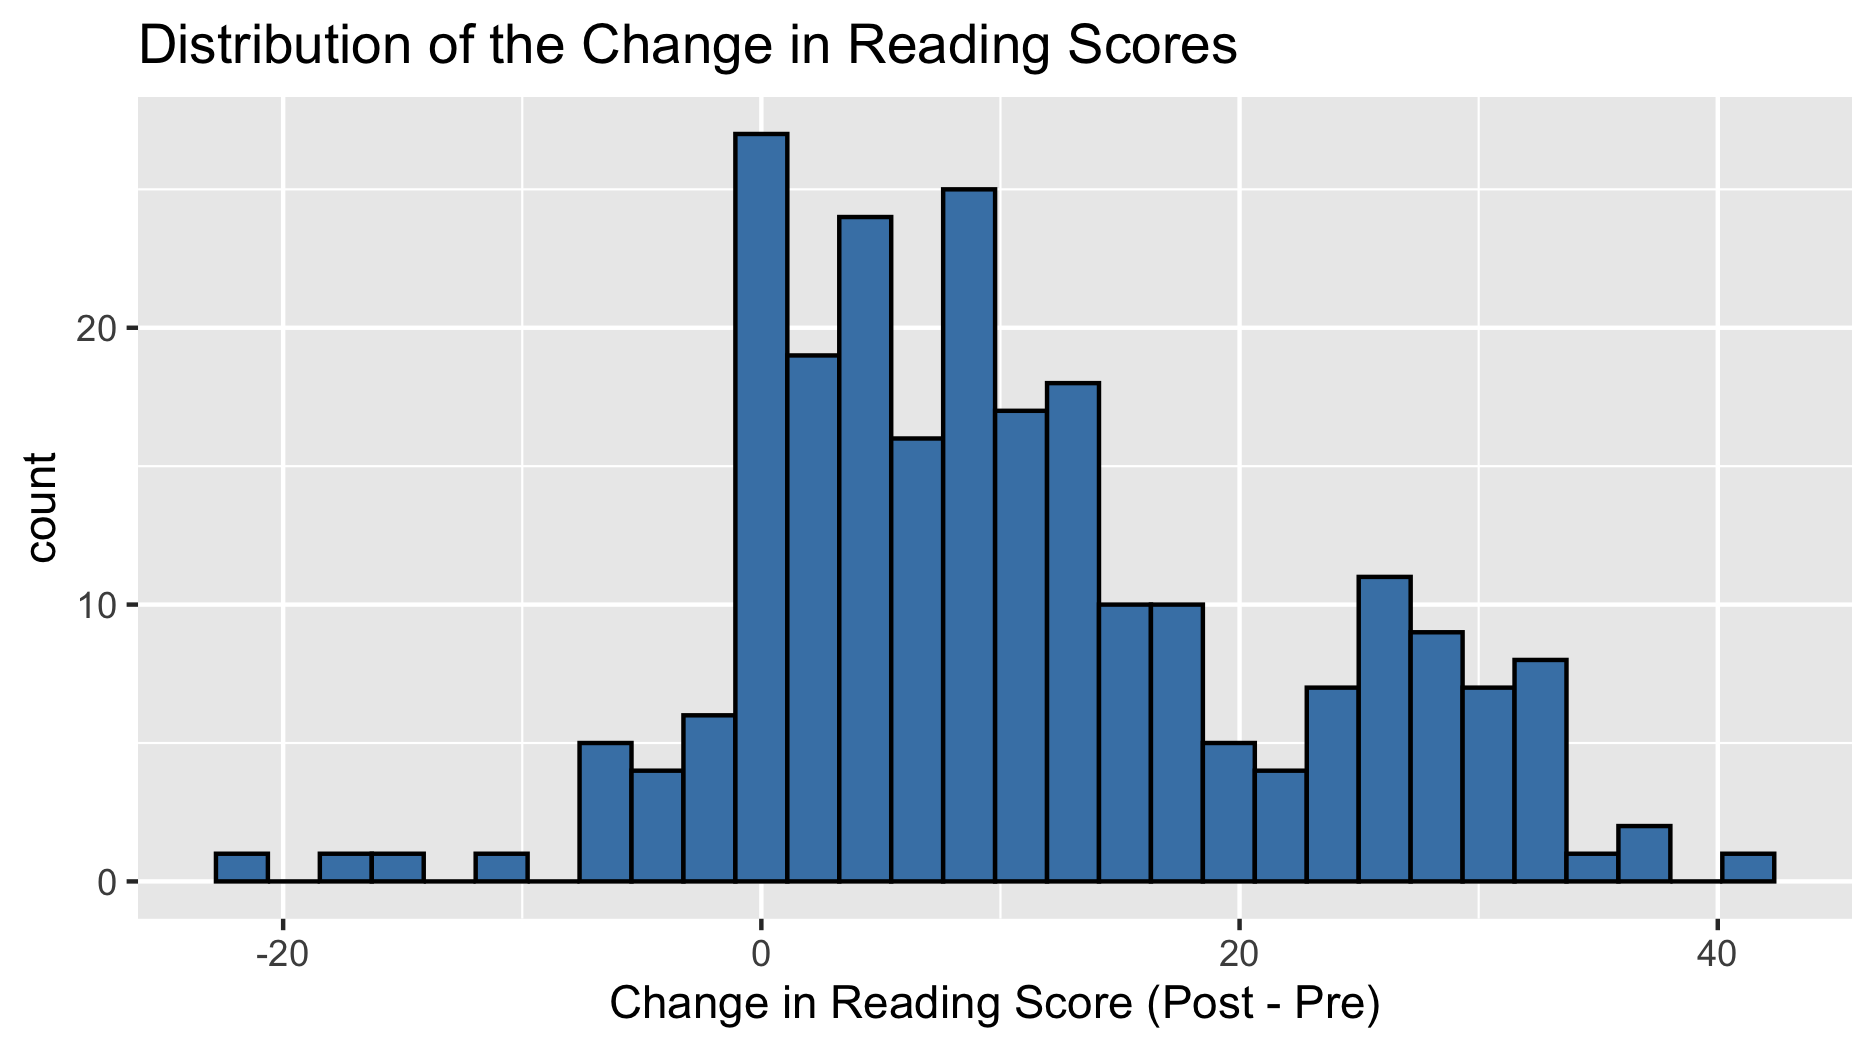 Distribution of the Change in Reading Scores
count
20
10
0
-20 0 20 40
Change in Reading Score (Post - Pre)